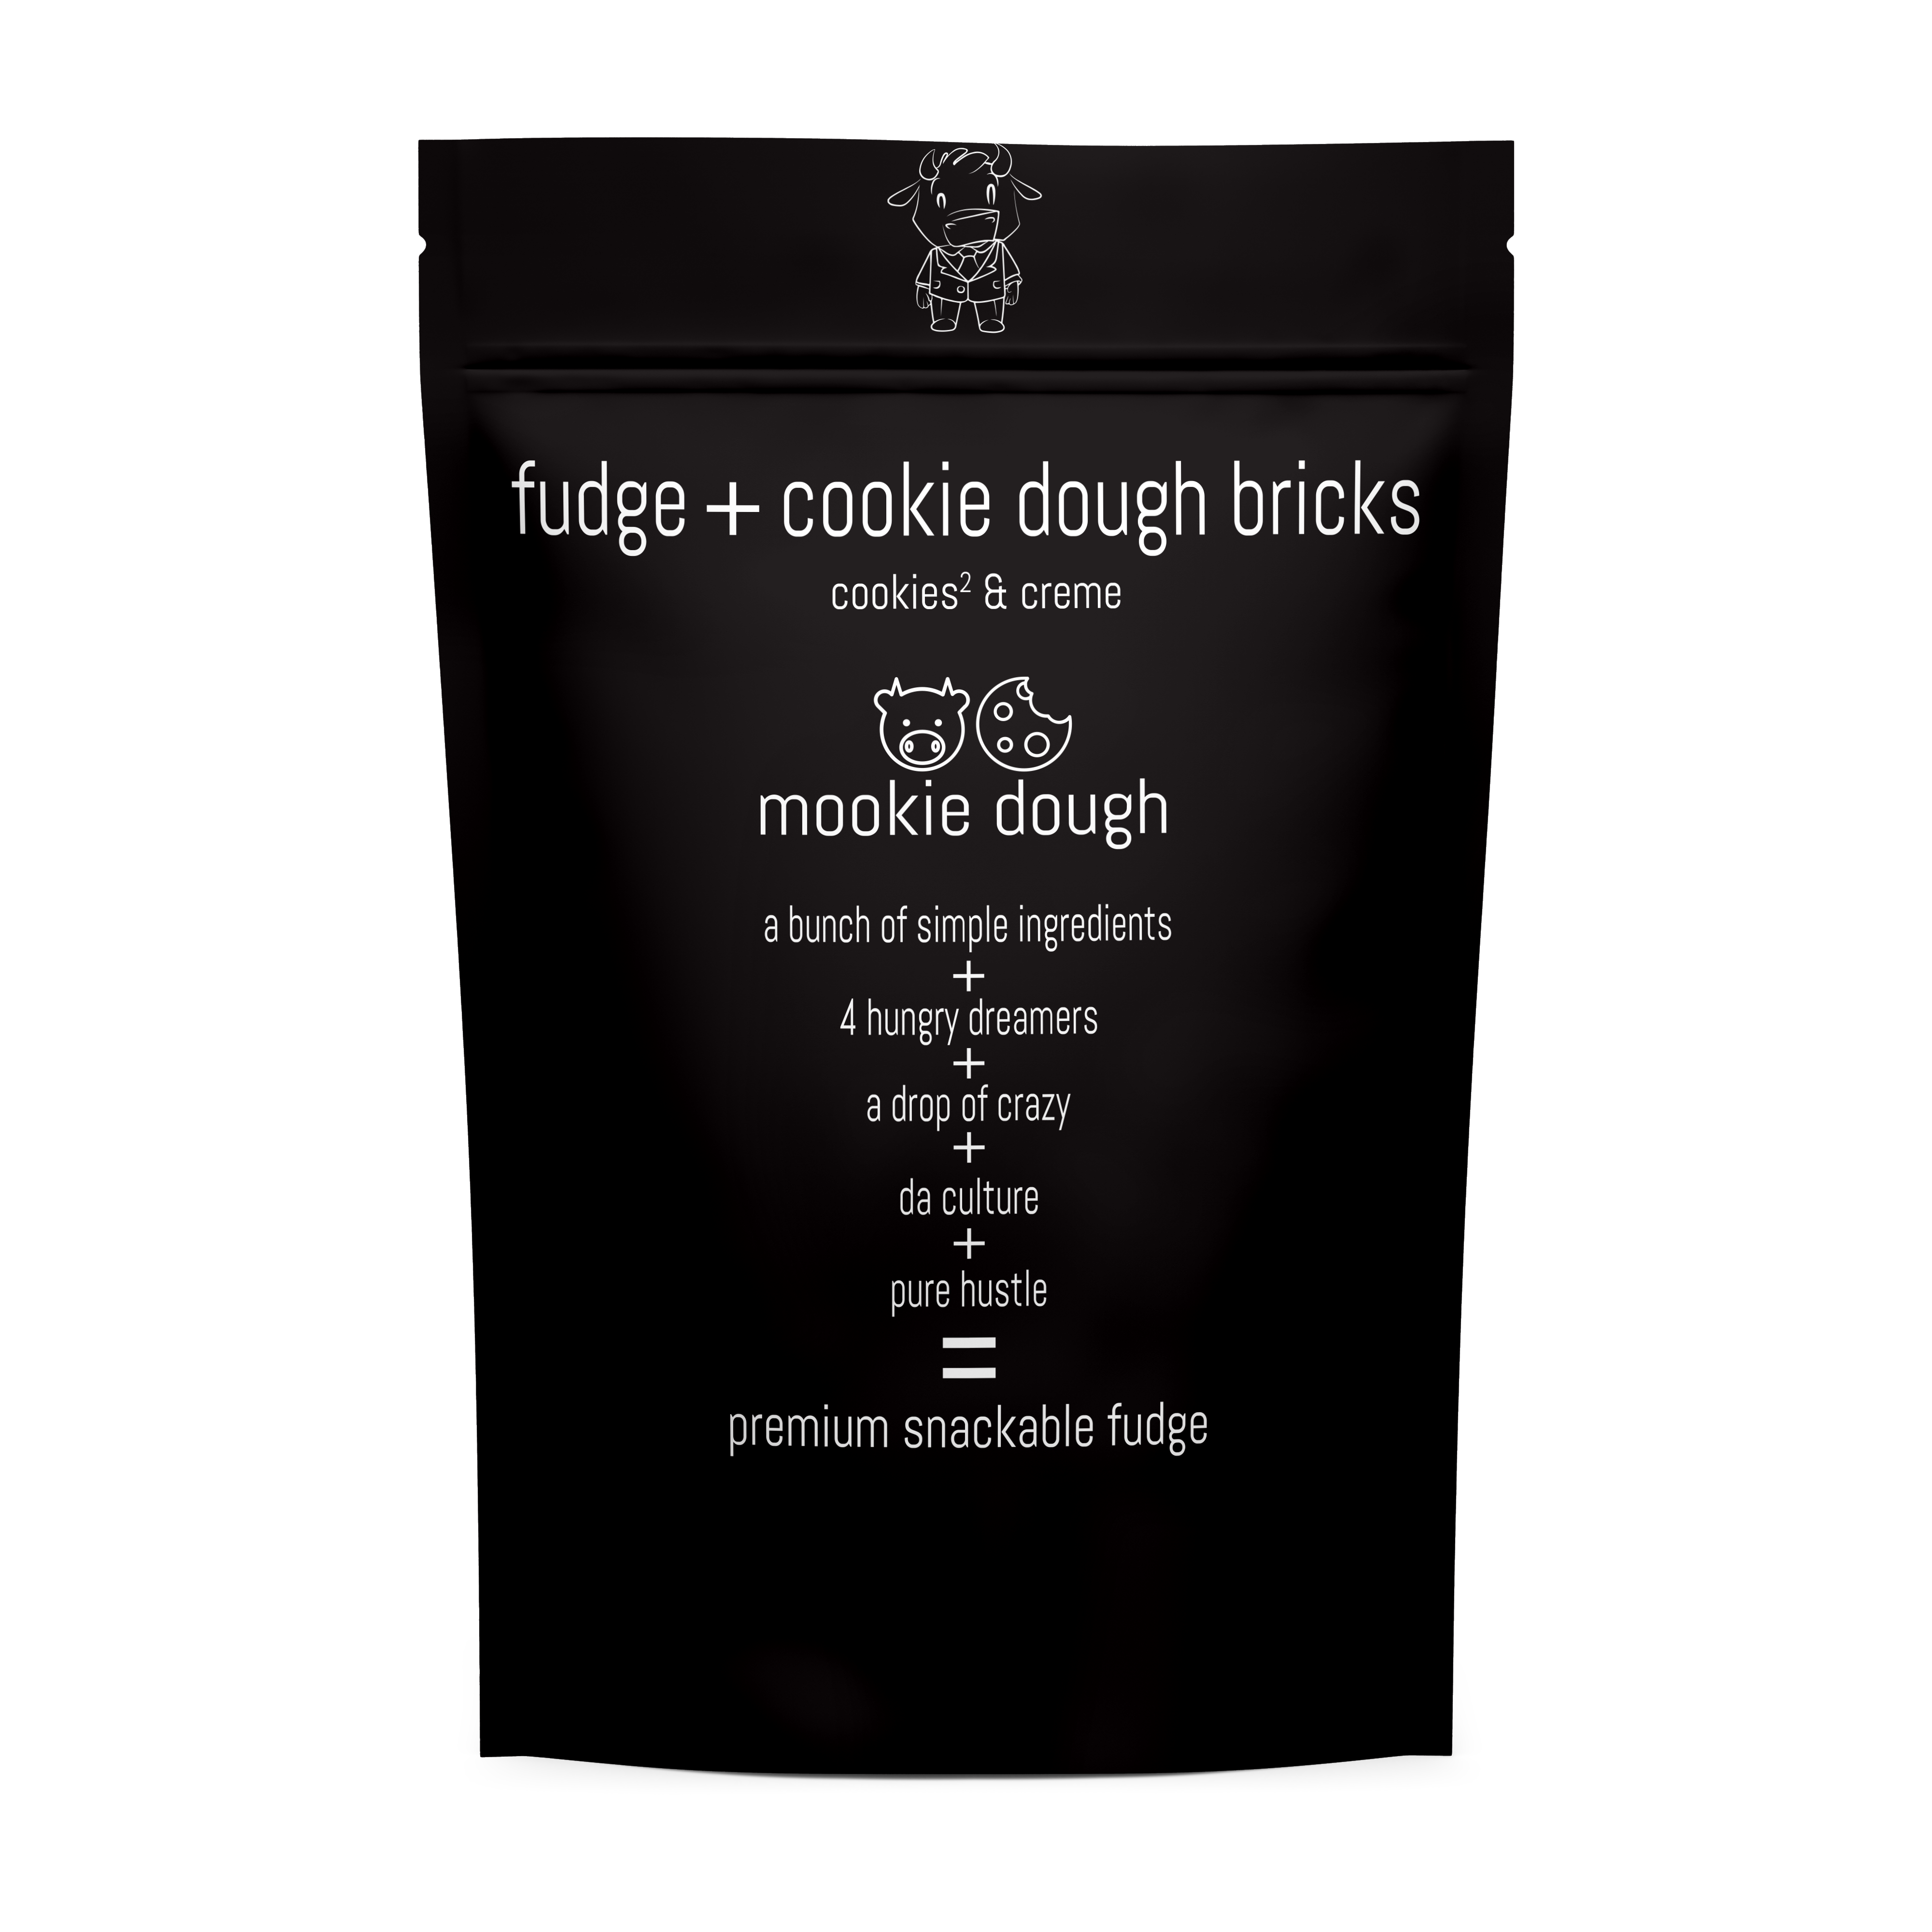 fudge + cookie dough bricks
cookies² & creme
mookie dough
a bunch of simple ingredients
+
4 hungry dreamers
+
a drop of crazy
+
da culture
+
pure hustle
=
premium snackable fudge